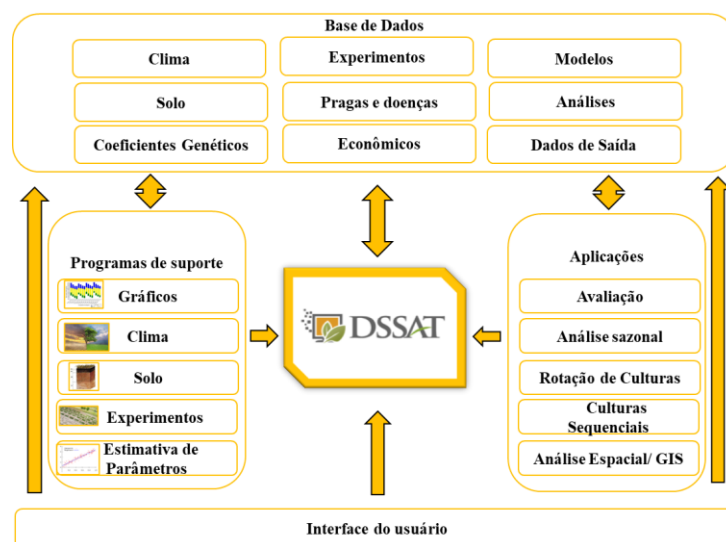 Base de Dados
Clima
Experimentos
Modelos
Solo
Pragas e doenças
Análises
Coeficientes Genéticos
Econômicos
Dados de Saída
Programas de suporte
Gráficos
Clima
Solo
Experimentos
Estimativa de
Parâmetros
DSSAT
Aplicações
Avaliação
Análise sazonal
Rotação de Culturas
Culturas
Sequenciais
Análise Espacial/ GIS
Interface do usuário